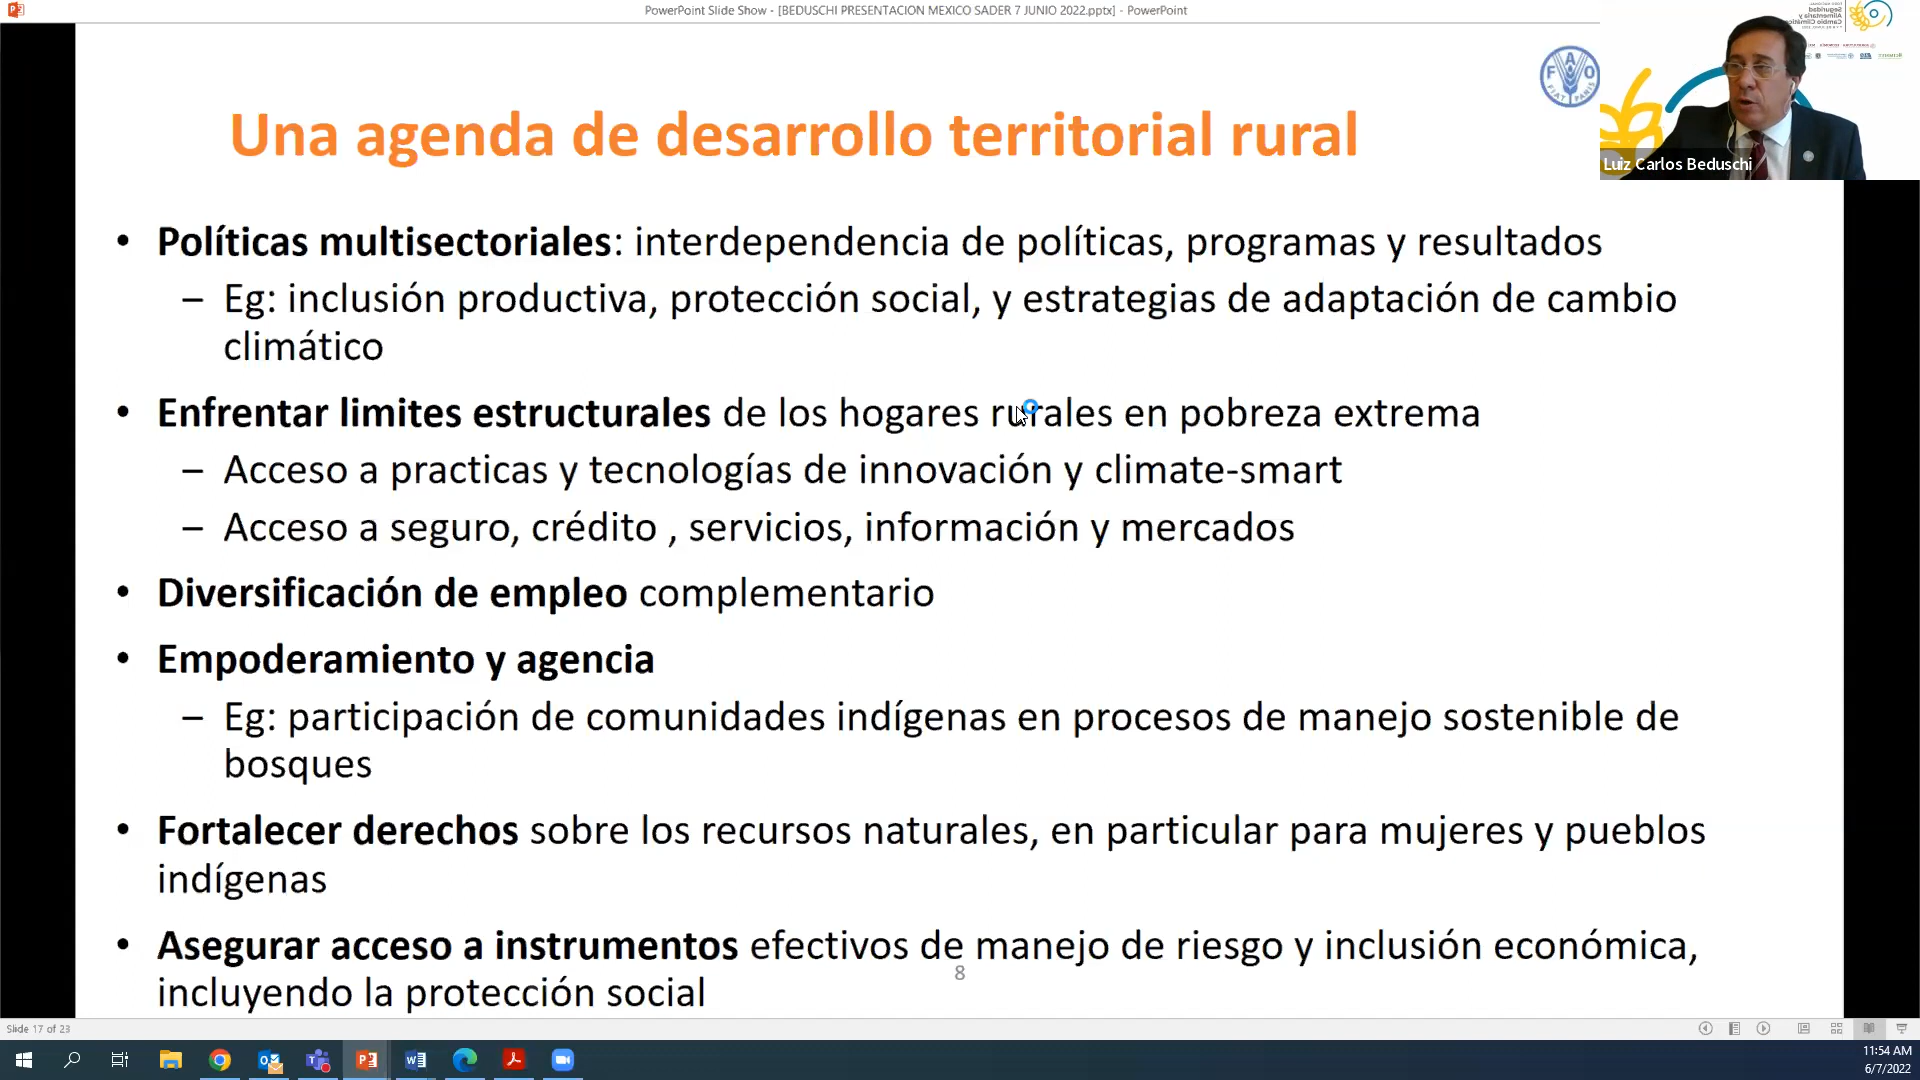 PowerPoint Slide Show - [BEDUSCHI PRESENTACION MEXICO SADER 7 JUNIO 2022.pptx] - PowerPoint
FAO
FIAT PANIS
Luiz Carlos Beduschi
Una agenda de desarrollo territorial rural
• Políticas multisectoriales: interdependencia de políticas, programas y resultados
– Eg: inclusión productiva, protección social, y estrategias de adaptación de cambio
climático
• Enfrentar limites estructurales de los hogares rurales en pobreza extrema
– Acceso a practicas y tecnologías de innovación y climate-smart
– Acceso a seguro, crédito , servicios, información y mercados
• Diversificación de empleo complementario
• Empoderamiento y agencia
– Eg: participación de comunidades indígenas en procesos de manejo sostenible de
bosques
• Fortalecer derechos sobre los recursos naturales, en particular para mujeres y pueblos
indígenas
• Asegurar acceso a instrumentos efectivos de manejo de riesgo y inclusión económica,
incluyendo la protección social
8
Slide 17 of 23
11:54 AM
6/7/2022